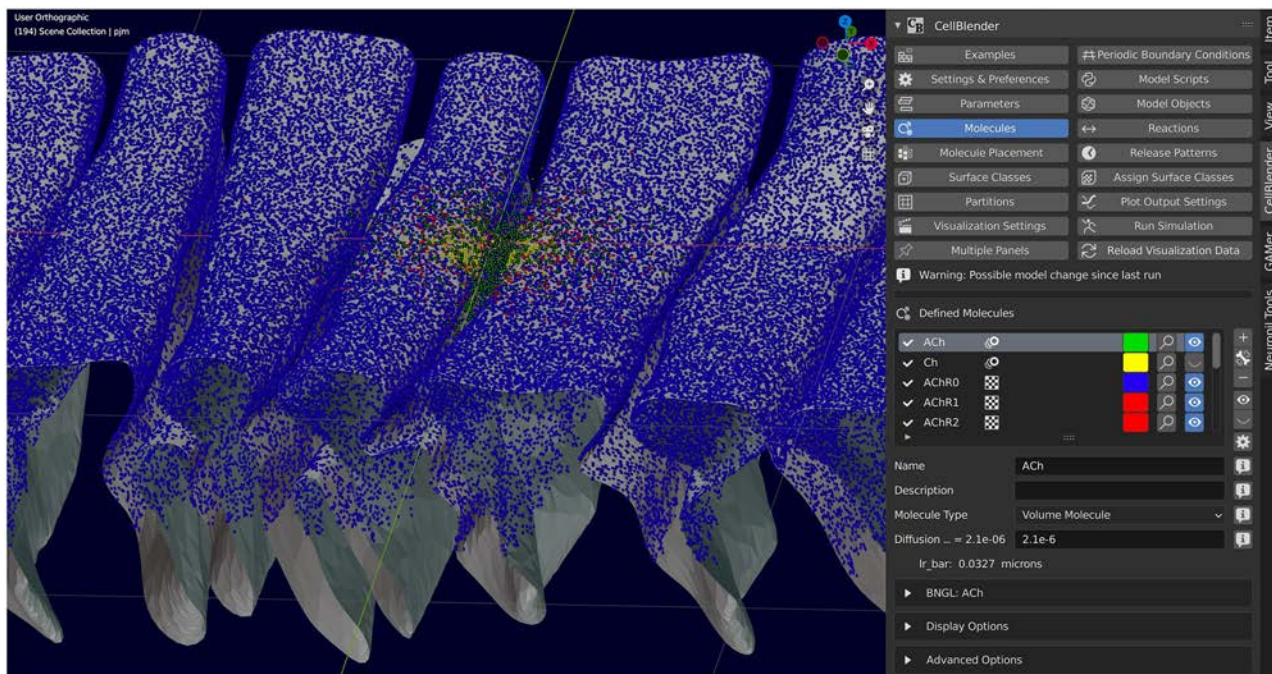 User Orthographic
(194) Scene Collection | pjm
CellBlender
Examples
Periodic Boundary Conditions
Settings & Preferences
Model Scripts
Parameters
Model Objects
Molecules
Reactions
Molecule Placement
Release Patterns
Surface Classes
Assign Surface Classes
Partitions
Plot Output Settings
Visualization Settings
Run Simulation
Multiple Panels
Reload Visualization Data
Warning: Possible model change since last run
Defined Molecules
ACh
Ch
AChR0
AChR1
AChR2
Name ACh
Description
Molecule Type Volume Molecule
Diffusion ... = 2.1e-06 2.1e-6
lr_bar: 0.0327 microns
BNGL: ACh
Display Options
Advanced Options
Item
Tool
View
CellBlender
GAMer
Neuropil Tools